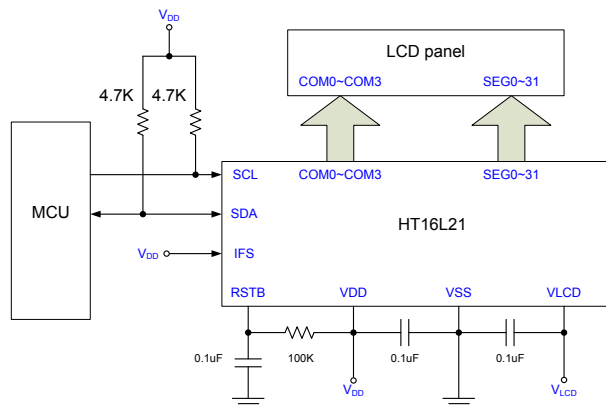 VDD
LCD panel
COM0~COM3 SEG0~31
4.7K 4.7K
MCU
SCL COM0~COM3 SEG0~31
SDA
HT16L21
VDD IFS
RSTB VDD VSS VLCD
0.1uF 100K 0.1uF 0.1uF
VDD VLCD